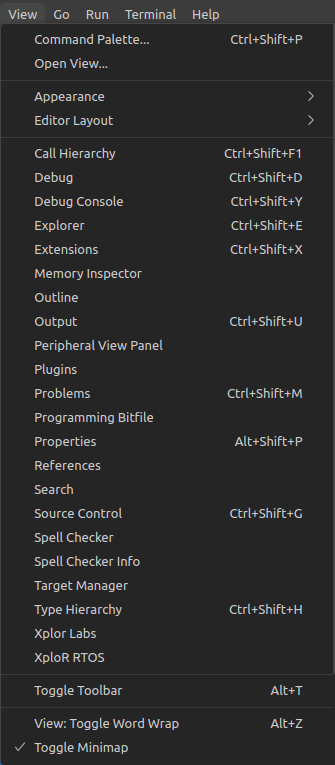 View Go Run Terminal Help
Command Palette... Ctrl+Shift+P
Open View...
Appearance
Editor Layout
Call Hierarchy Ctrl+Shift+F1
Debug Ctrl+Shift+D
Debug Console Ctrl+Shift+Y
Explorer Ctrl+Shift+E
Extensions Ctrl+Shift+X
Memory Inspector
Outline
Output Ctrl+Shift+U
Peripheral View Panel
Plugins
Problems Ctrl+Shift+M
Programming Bitfile
Properties Alt+Shift+P
References
Search
Source Control Ctrl+Shift+G
Spell Checker
Spell Checker Info
Target Manager
Type Hierarchy Ctrl+Shift+H
Xplor Labs
XploR RTOS
Toggle Toolbar Alt+T
View: Toggle Word Wrap Alt+Z
Toggle Minimap